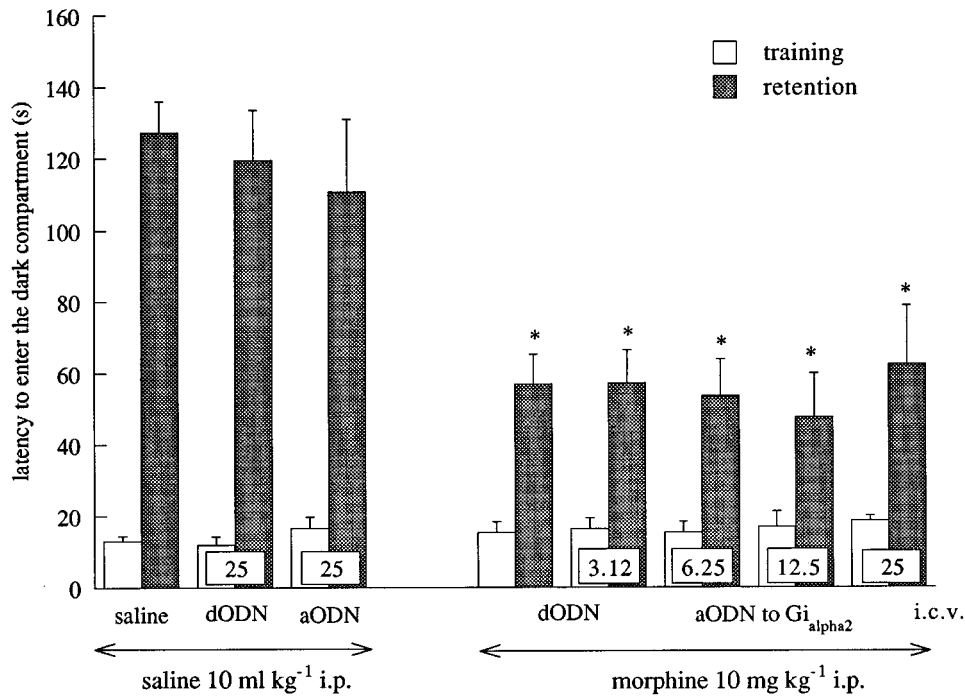 160
140
120
100
80
60
40
20
0
latency to enter the dark compartment (s)
training
retention
* * * * *
25 25 3.12 6.25 12.5 25
saline dODN aODN dODN aODN to Gi alpha2 i.c.v.
saline 10 ml kg-1 i.p. morphine 10 mg kg-1 i.p.